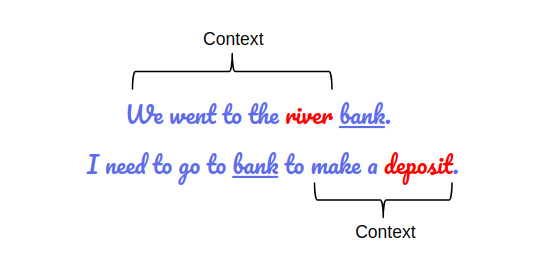 Context
We went to the river bank.
I need to go to bank to make a deposit.
Context